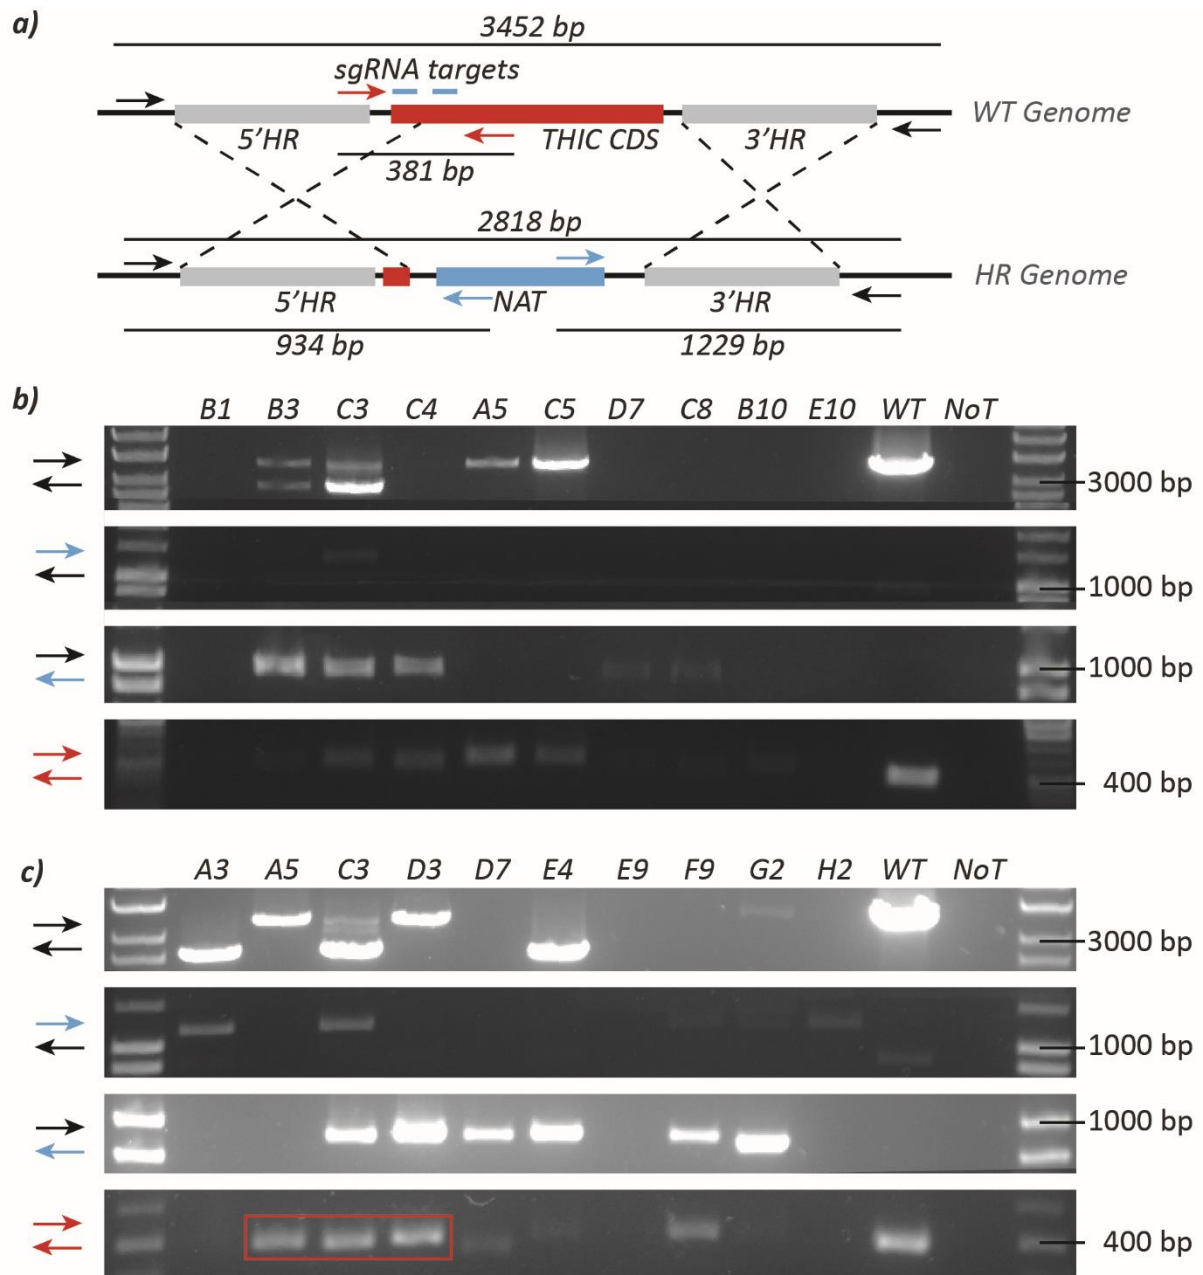 a)
3452 bp
sgRNA targets
WT Genome
5'HR
THIC CDS
3'HR
381 bp
2818 bp
HR Genome
5'HR
NAT
3'HR
934 bp
1229 bp
b)
B1 B3 C3 C4 A5 C5 D7 C8 B10 E10 WT NoT
3000 bp
1000 bp
1000 bp
400 bp
c)
A3 A5 C3 D3 D7 E4 E9 F9 G2 H2 WT NoT
3000 bp
1000 bp
1000 bp
400 bp